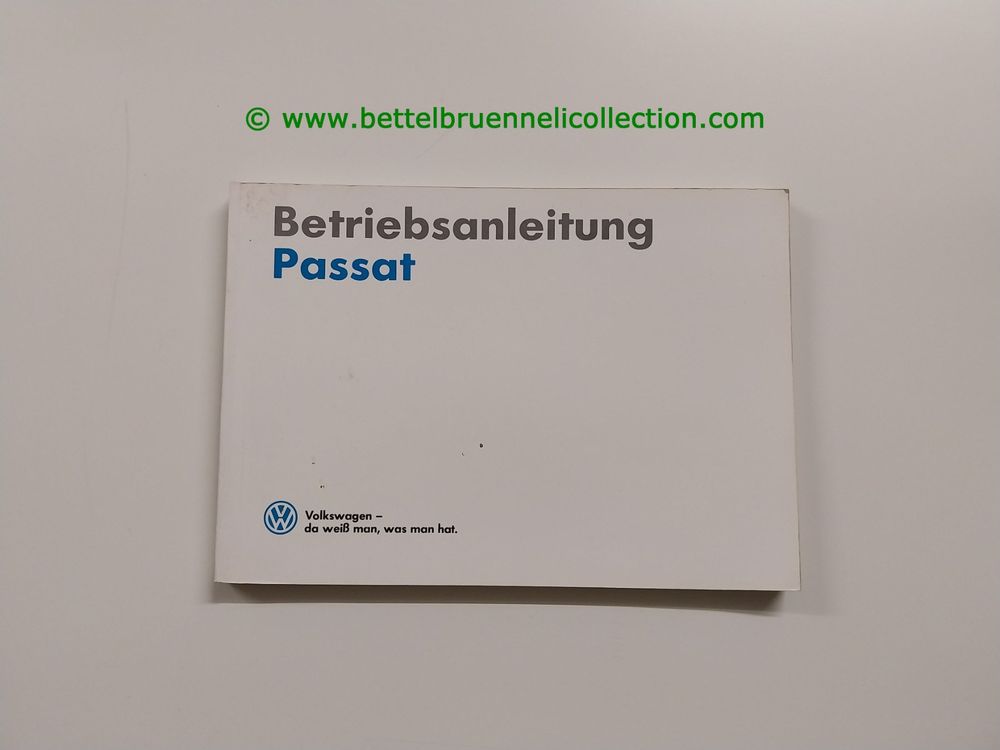 © www.bettelbruennelicollection.com
Betriebsanleitung
Passat
Volkswagen –
da weiß man, was man hat.